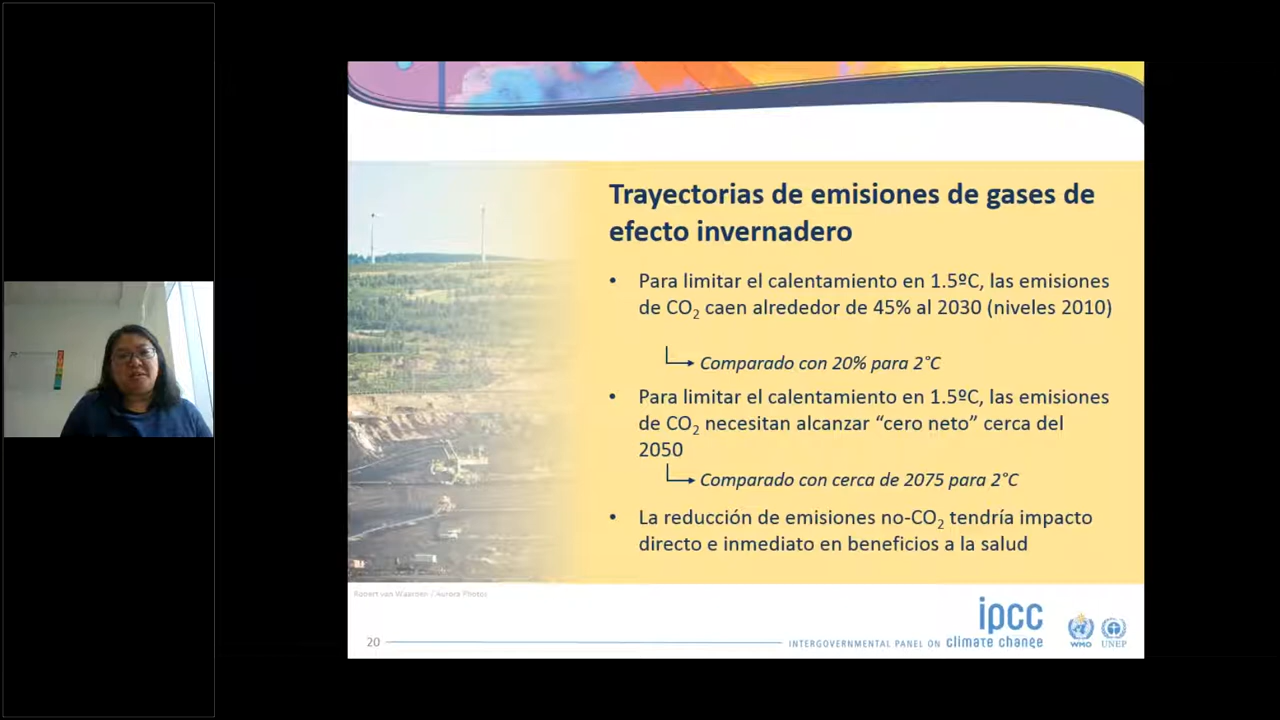 Trayectorias de emisiones de gases de
efecto invernadero
• Para limitar el calentamiento en 1.5ºC, las emisiones
de CO₂ caen alrededor de 45% al 2030 (niveles 2010)
Comparado con 20% para 2°C
• Para limitar el calentamiento en 1.5ºC, las emisiones
de CO₂ necesitan alcanzar “cero neto” cerca del
2050
Comparado con cerca de 2075 para 2°C
• La reducción de emisiones no-CO₂ tendría impacto
directo e inmediato en beneficios a la salud
Robert van Waarden / Aurora Photos
ipcc
20
INTERGOVERNMENTAL PANEL ON climate change
WMO
UNEP